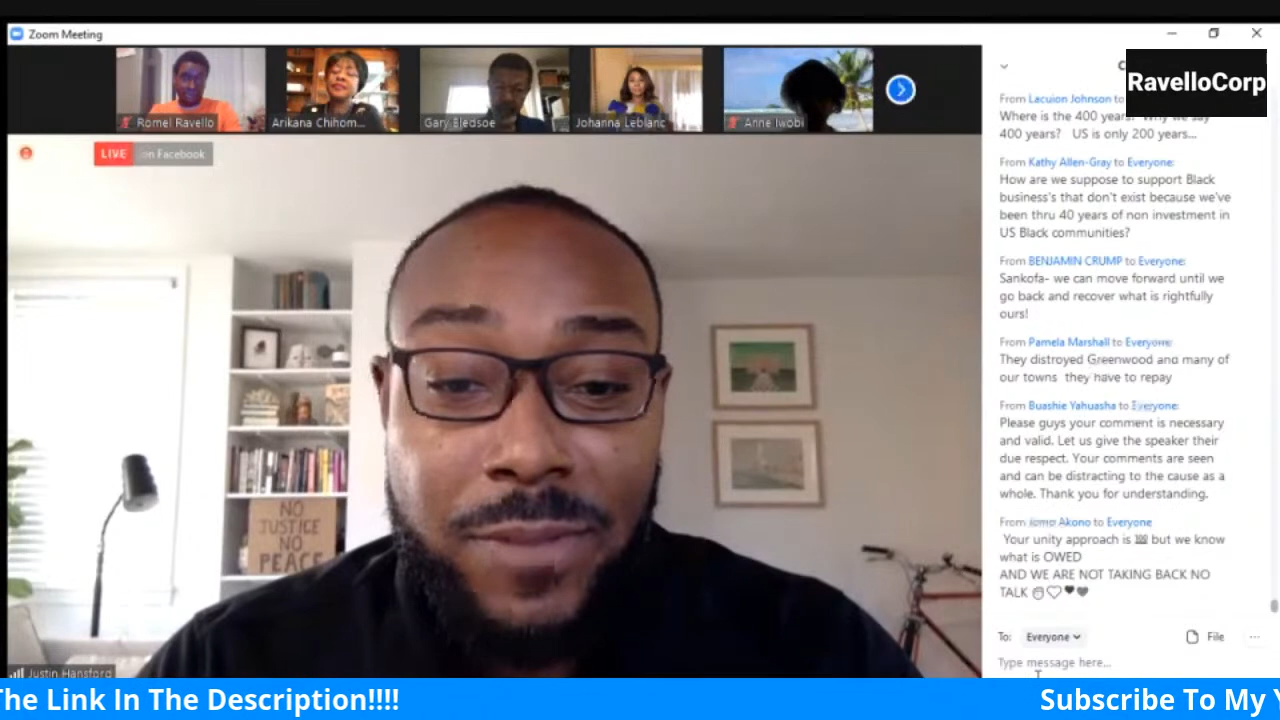 Zoom Meeting
RavelloCorp
Romel Ravello
Arikana Chihom...
Gary Bledsoe
Johanna Leblanc
Anne Iwobi
LIVE on Facebook
NO
JUSTICE
NO
PEACE
Justin Hansford
From Lacuion Johnson to
Where is the 400 years? Why we say
400 years? US is only 200 years...
From Kathy Allen-Gray to Everyone:
How are we suppose to support Black
business's that don't exist because we've
been thru 40 years of non investment in
US Black communities?
From BENJAMIN CRUMP to Everyone:
Sankofa- we can move forward until we
go back and recover what is rightfully
ours!
From Pamela Marshall to Everyone:
They distroyed Greenwood and many of
our towns they have to repay
From Buashie Yahuasha to Everyone:
Please guys your comment is necessary
and valid. Let us give the speaker their
due respect. Your comments are seen
and can be distracting to the cause as a
whole. Thank you for understanding.
From Akono to Everyone
Your unity approach is 💯 but we know
what is OWED
AND WE ARE NOT TAKING BACK NO
TALK
To: Everyone
File
Type message here...
The Link In The Description!!!!
Subscribe To My Y